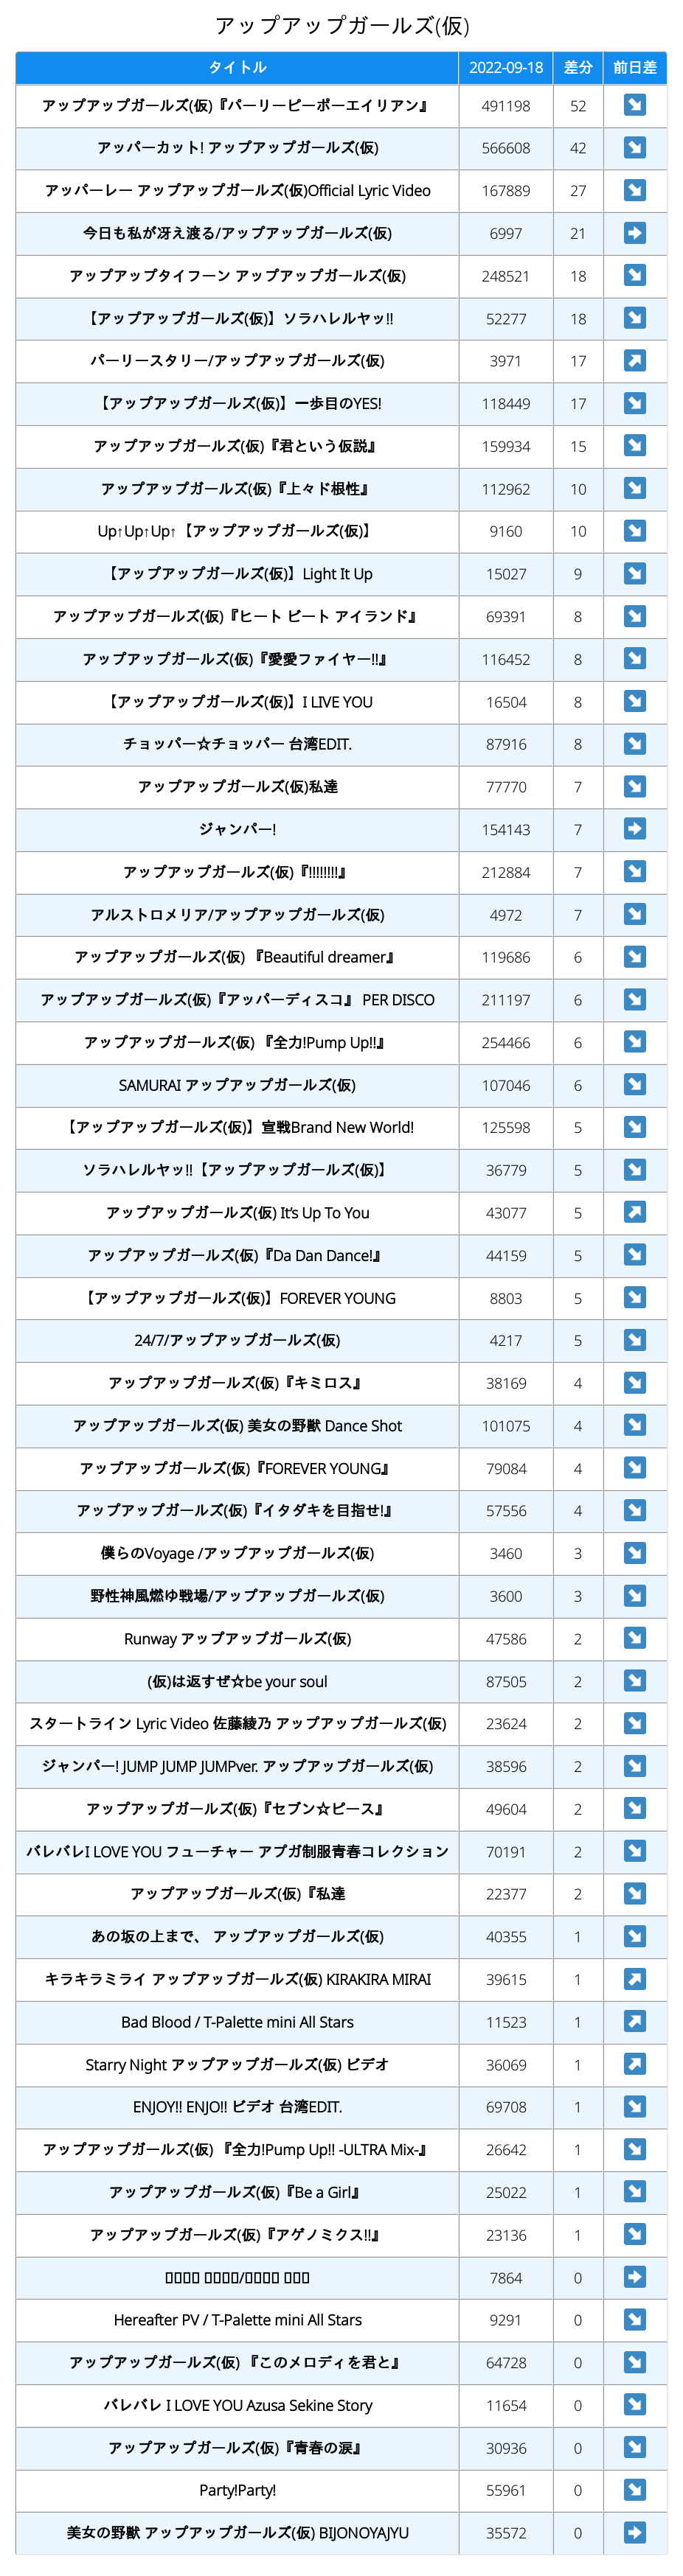 アップアップガールズ(仮)
タイトル 2022-09-18 差分 前日差
アップアップガールズ(仮)『パーリーピーポーエイリアン』 491198 52
アッパーカット! アップアップガールズ(仮) 566608 42
アッパーレー アップアップガールズ(仮)Official Lyric Video 167889 27
今日も私が冴え渡る/アップアップガールズ(仮) 6997 21
アップアップタイフーン アップアップガールズ(仮) 248521 18
【アップアップガールズ(仮)】ソラハレルヤッ!! 52277 18
パーリースタリー/アップアップガールズ(仮) 3971 17
【アップアップガールズ(仮)】一歩目のYES! 118449 17
アップアップガールズ(仮)『君という仮説』 159934 15
アップアップガールズ(仮)『上々ド根性』 112962 10
Up↑Up↑Up↑【アップアップガールズ(仮)】 9160 10
【アップアップガールズ(仮)】Light It Up 15027 9
アップアップガールズ(仮)『ヒート ビート アイランド』 69391 8
アップアップガールズ(仮)『愛愛ファイヤー!!』 116452 8
【アップアップガールズ(仮)】I LIVE YOU 16504 8
チョッパー☆チョッパー 台湾EDIT. 87916 8
アップアップガールズ(仮)私達 77770 7
ジャンパー! 154143 7
アップアップガールズ(仮)『!!!!!!!!』 212884 7
アルストロメリア/アップアップガールズ(仮) 4972 7
アップアップガールズ(仮) 『Beautiful dreamer』 119686 6
アップアップガールズ(仮)『アッパーディスコ』 PER DISCO 211197 6
アップアップガールズ(仮) 『全力!Pump Up!!』 254466 6
SAMURAI アップアップガールズ(仮) 107046 6
【アップアップガールズ(仮)】宣戦Brand New World! 125598 5
ソラハレルヤッ!!【アップアップガールズ(仮)】 36779 5
アップアップガールズ(仮) It's Up To You 43077 5
アップアップガールズ(仮)『Da Dan Dance!』 44159 5
【アップアップガールズ(仮)】FOREVER YOUNG 8803 5
24/7/アップアップガールズ(仮) 4217 5
アップアップガールズ(仮)『キミロス』 38169 4
アップアップガールズ(仮) 美女の野獣 Dance Shot 101075 4
アップアップガールズ(仮)『FOREVER YOUNG』 79084 4
アップアップガールズ(仮)『イタダキを目指せ!』 57556 4
僕らのVoyage /アップアップガールズ(仮) 3460 3
野性神風燃ゆ戦場/アップアップガールズ(仮) 3600 3
Runway アップアップガールズ(仮) 47586 2
(仮)は返すぜ☆be your soul 87505 2
スタートライン Lyric Video 佐藤綾乃 アップアップガールズ(仮) 23624 2
ジャンパー! JUMP JUMP JUMPver. アップアップガールズ(仮) 38596 2
アップアップガールズ(仮)『セブン☆ピース』 49604 2
バレバレI LOVE YOU フューチャー アプガ制服青春コレクション 70191 2
アップアップガールズ(仮)『私達 22377 2
あの坂の上まで、 アップアップガールズ(仮) 40355 1
キラキラミライ アップアップガールズ(仮) KIRAKIRA MIRAI 39615 1
Bad Blood / T-Palette mini All Stars 11523 1
Starry Night アップアップガールズ(仮) ビデオ 36069 1
ENJOY!! ENJO!! ビデオ 台湾EDIT. 69708 1
アップアップガールズ(仮) 『全力!Pump Up!! -ULTRA Mix-』 26642 1
アップアップガールズ(仮)『Be a Girl』 25022 1
アップアップガールズ(仮)『アゲノミクス!!』 23136 1
7864 0
Hereafter PV / T-Palette mini All Stars 9291 0
アップアップガールズ(仮) 『このメロディを君と』 64728 0
バレバレ I LOVE YOU Azusa Sekine Story 11654 0
アップアップガールズ(仮)『青春の涙』 30936 0
Party!Party! 55961 0
美女の野獣 アップアップガールズ(仮) BIJONOYAJYU 35572 0